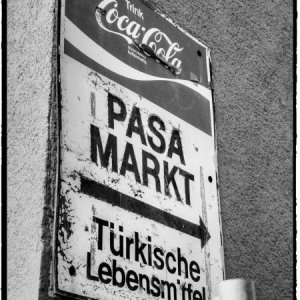 Trink
Coca-Cola
PASA
MARKT
Türkische
Lebensmittel